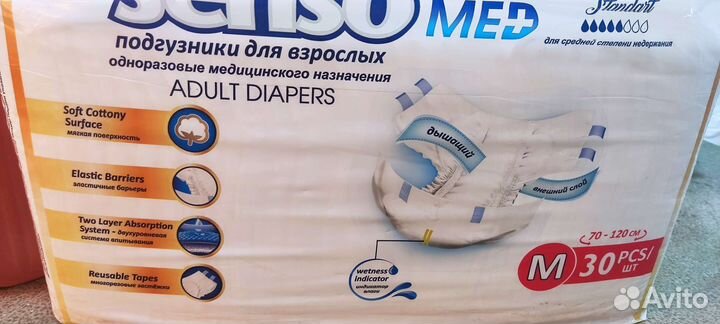 senso MED
Standart
подгузники для взрослых
для средней степени недержания
одноразовые медицинского назначения
ADULT DIAPERS
Soft Cottony
Surface
мягкая поверхность
Elastic Barriers
эластичные барьеры
Two Layer Absorption
System - двухуровневая
система впитывания
Reusable Tapes
многоразовые застёжки
дышащий
внешний слой
wetness
indicator
индикатор
влаги
70 - 120 СМ
M 30 PCS/
ШТ
Avito